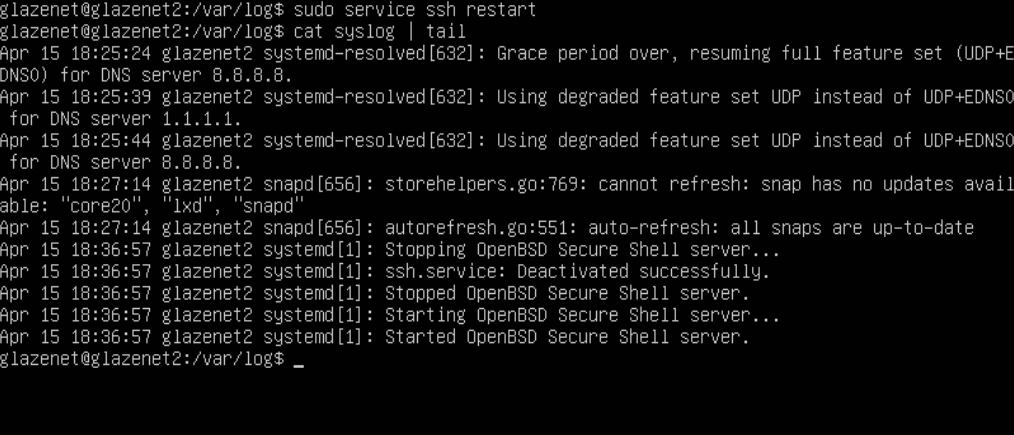 glazenet@glazenet2:/var/log$ sudo service ssh restart
glazenet@glazenet2:/var/log$ cat syslog | tail
Apr 15 18:25:24 glazenet2 systemd-resolved[632]: Grace period over, resuming full feature set (UDP+E
DNS0) for DNS server 8.8.8.8.
Apr 15 18:25:39 glazenet2 systemd-resolved[632]: Using degraded feature set UDP instead of UDP+EDNS0
 for DNS server 1.1.1.1.
Apr 15 18:25:44 glazenet2 systemd-resolved[632]: Using degraded feature set UDP instead of UDP+EDNS0
 for DNS server 8.8.8.8.
Apr 15 18:27:14 glazenet2 snapd[656]: storehelpers.go:769: cannot refresh: snap has no updates avail
able: "core20", "lxd", "snapd"
Apr 15 18:27:14 glazenet2 snapd[656]: autorefresh.go:551: auto-refresh: all snaps are up-to-date
Apr 15 18:36:57 glazenet2 systemd[1]: Stopping OpenBSD Secure Shell server...
Apr 15 18:36:57 glazenet2 systemd[1]: ssh.service: Deactivated successfully.
Apr 15 18:36:57 glazenet2 systemd[1]: Stopped OpenBSD Secure Shell server.
Apr 15 18:36:57 glazenet2 systemd[1]: Starting OpenBSD Secure Shell server...
Apr 15 18:36:57 glazenet2 systemd[1]: Started OpenBSD Secure Shell server.
glazenet@glazenet2:/var/log$ _